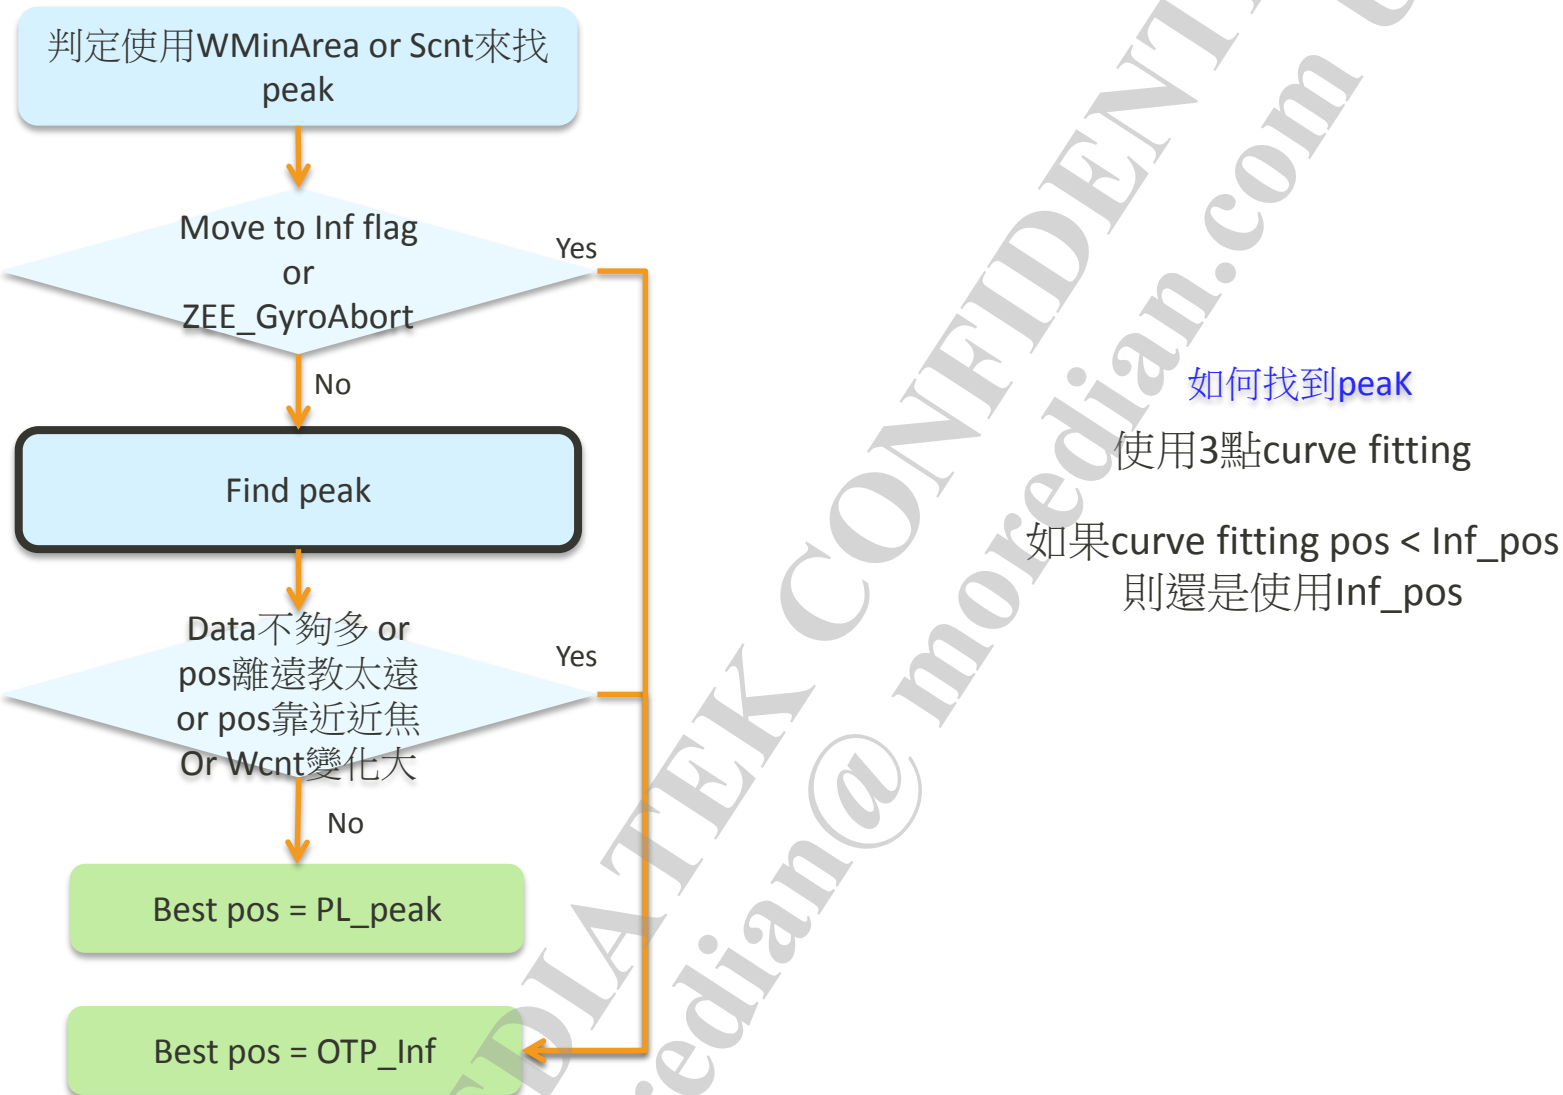 判定使用WMinArea or Scnt來找
peak
Move to Inf flag
or
ZEE_GyroAbort
Yes
No
Find peak
Data不夠多 or
pos離遠教太遠
or pos靠近近焦
Or Wcnt變化大
Yes
No
Best pos = PL_peak
Best pos = OTP_Inf
如何找到peaK
使用3點curve fitting
如果curve fitting pos < Inf_pos
則還是使用Inf_pos
EDIATEK CONFIDENT
edian@moredian.com